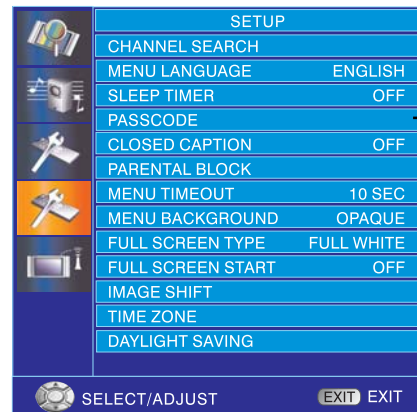 SETUP
CHANNEL SEARCH
MENU LANGUAGE ENGLISH
SLEEP TIMER OFF
PASSCODE
CLOSED CAPTION OFF
PARENTAL BLOCK
MENU TIMEOUT 10 SEC
MENU BACKGROUND OPAQUE
FULL SCREEN TYPE FULL WHITE
FULL SCREEN START OFF
IMAGE SHIFT
TIME ZONE
DAYLIGHT SAVING
SELECT/ADJUST EXIT EXIT